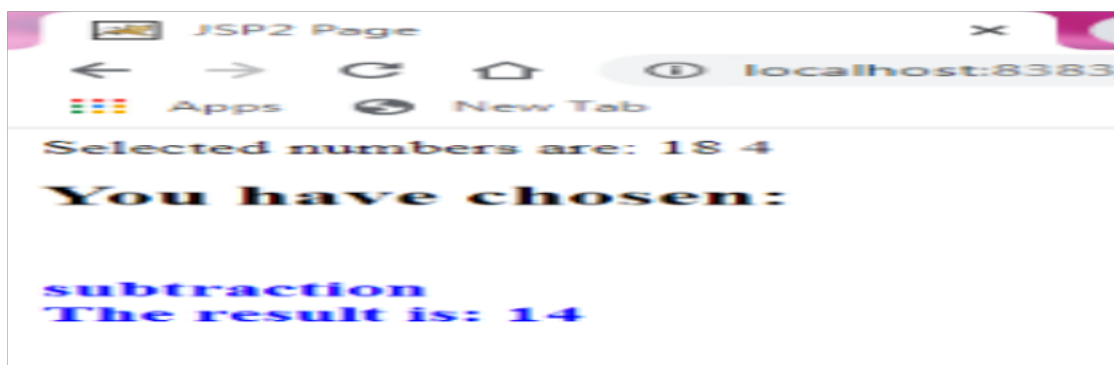 JSP2 Page
localhost:8383
Apps New Tab
Selected numbers are: 18 4
You have chosen:
subtraction
The result is: 14